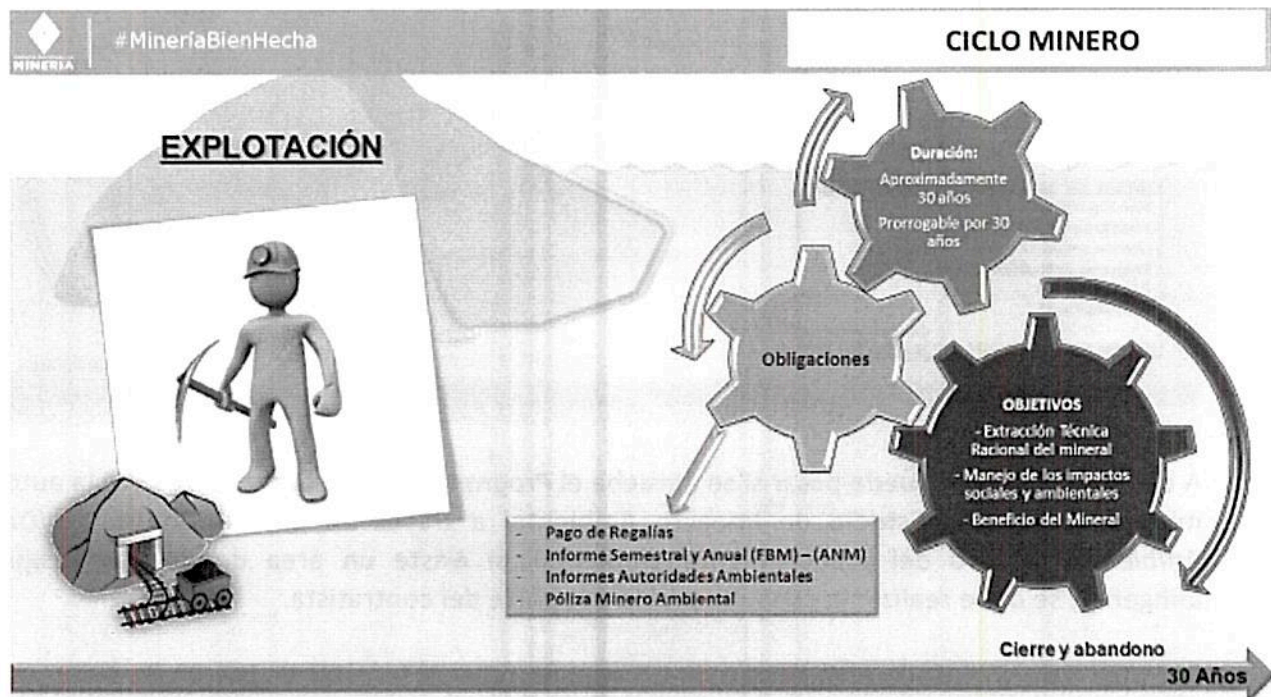 MINERÍA
#MineríaBienHecha
CICLO MINERO
EXPLOTACIÓN
Duración:
Aproximadamente
30 años
Prorrogable por 30
años
Obligaciones
OBJETIVOS
- Extracción Técnica
Racional del mineral
- Manejo de los impactos
sociales y ambientales
- Beneficio del Mineral
- Pago de Regalías
- Informe Semestral y Anual (FBM) – (ANM)
- Informes Autoridades Ambientales
- Póliza Minero Ambiental
Cierre y abandono
30 Años